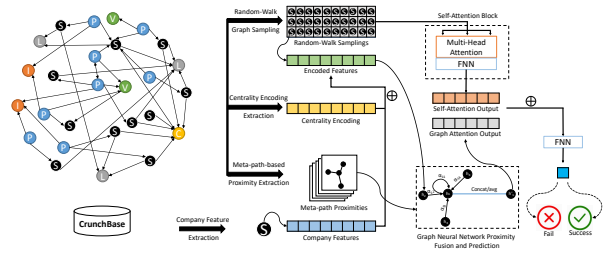 P
V
S
L
P
S
P
P
S
L
I
S
P
P
V
S
I
S
P
S
C
P
S
S
L
CrunchBase
Random-Walk
Graph Sampling
Centrality Encoding
Extraction
Meta-path-based
Proximity Extraction
Company Feature
Extraction
Random-Walk Samplings
Encoded Features
Centrality Encoding
Meta-path Proximities
S
Company Features
Self-Attention Block
Multi-Head
Attention
FNN
Self-Attention Output
Graph Attention Output
Concat/avg
Graph Neural Network Proximity
Fusion and Prediction
FNN
Fail
Success